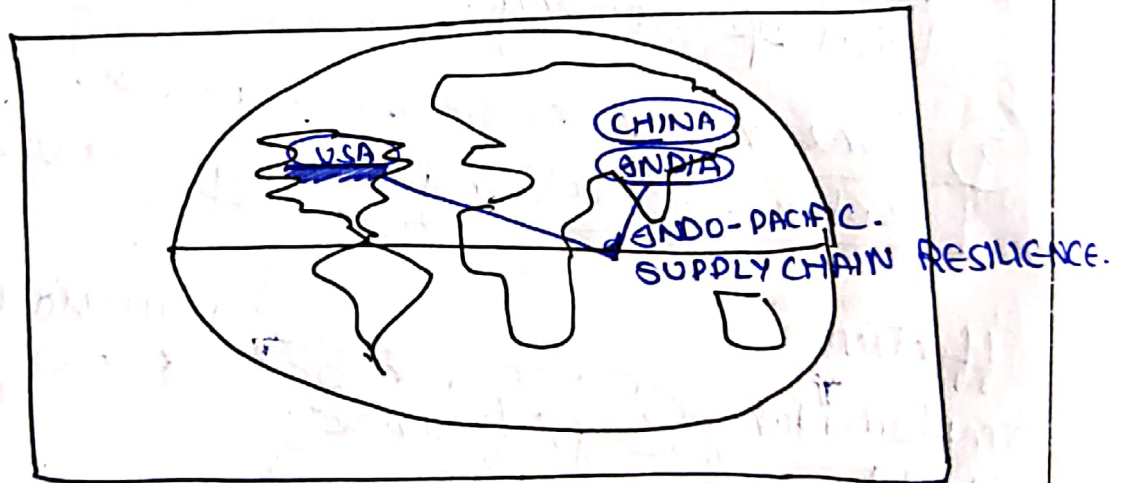 CHINA
USA
INDIA
INDO-PACIFIC.
SUPPLY CHAIN RESILIENCE.